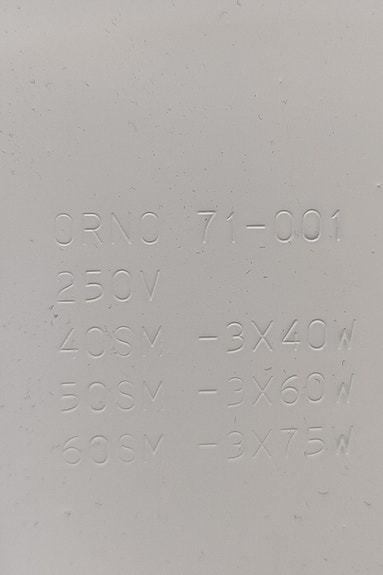 ORNO 71-001
250V
40SM -3X40W
50SM -3X60W
60SM -3X75W